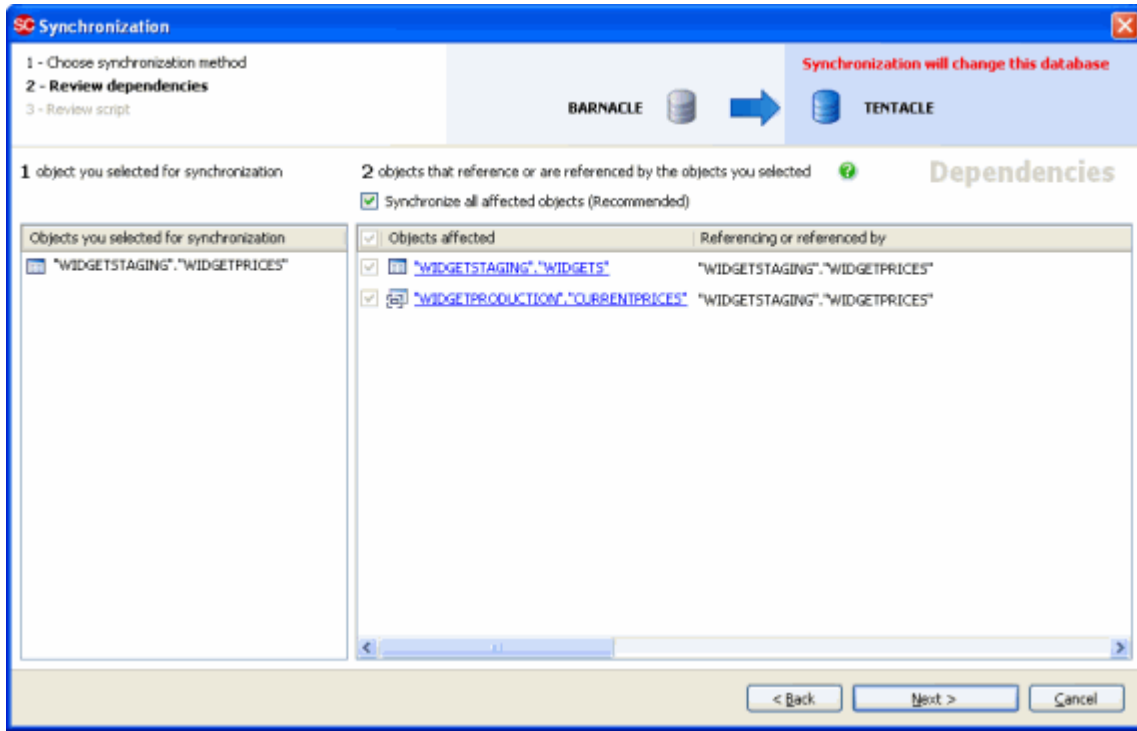 SC Synchronization
1 - Choose synchronization method
2 - Review dependencies
3 - Review script
Synchronization will change this database
BARNACLE
TENTACLE
1 object you selected for synchronization
2 objects that reference or are referenced by the objects you selected
?
Dependencies
Synchronize all affected objects (Recommended)
Objects you selected for synchronization
Objects affected
Referencing or referenced by
"WIDGETSTAGING"."WIDGETPRICES"
"WIDGETSTAGING"."WIDGETS"
"WIDGETSTAGING"."WIDGETPRICES"
"WIDGETPRODUCTION"."CURRENTPRICES"
"WIDGETSTAGING"."WIDGETPRICES"
< Back
Next >
Cancel